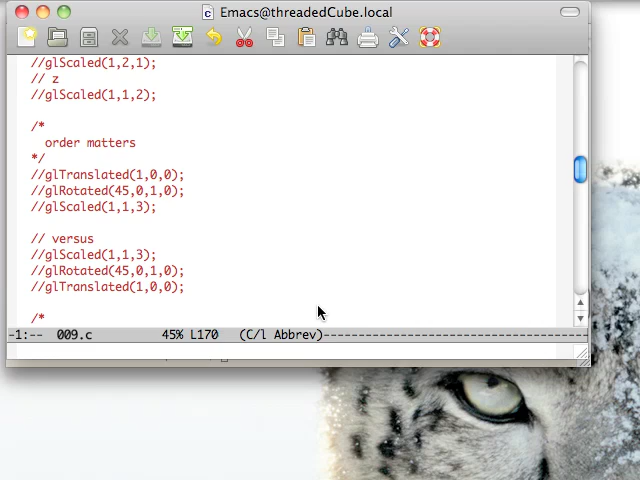 Emacs@threadedCube.local
//glScaled(1,2,1);
// z
//glScaled(1,1,2);
/*
order matters
*/
//glTranslated(1,0,0);
//glRotated(45,0,1,0);
//glScaled(1,1,3);
// versus
//glScaled(1,1,3);
//glRotated(45,0,1,0);
//glTranslated(1,0,0);
/*
-1:-- 009.c 45% L170 (C/l Abbrev)--------------------------------